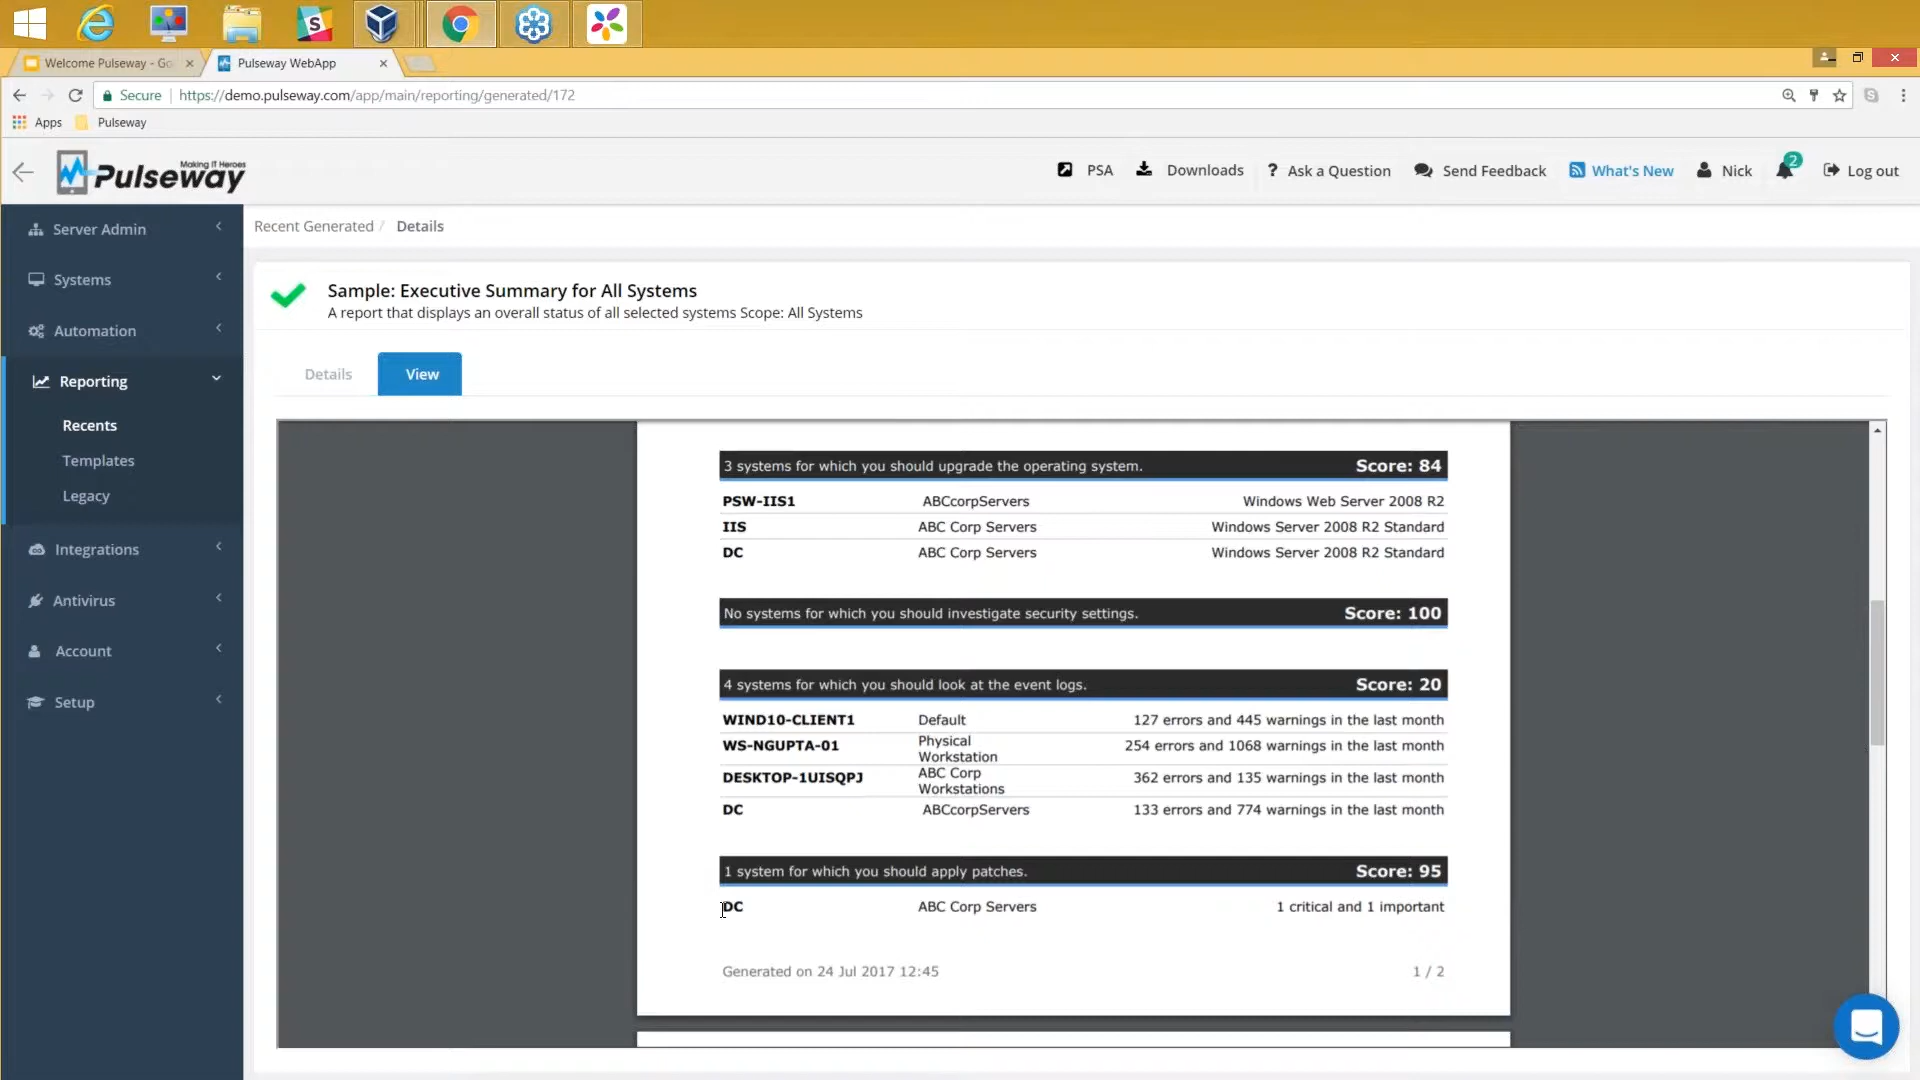 Welcome Pulseway - Go
Pulseway WebApp
Secure | https://demo.pulseway.com/app/main/reporting/generated/172
Apps
Pulseway
Making IT Heroes
Pulseway
PSA
Downloads
? Ask a Question
Send Feedback
What's New
Nick
2
Log out
Server Admin
Systems
Automation
Reporting
Recents
Templates
Legacy
Integrations
Antivirus
Account
Setup
Recent Generated / Details
Sample: Executive Summary for All Systems
A report that displays an overall status of all selected systems Scope: All Systems
Details
View
3 systems for which you should upgrade the operating system. Score: 84
PSW-IIS1 ABCcorpServers Windows Web Server 2008 R2
IIS ABC Corp Servers Windows Server 2008 R2 Standard
DC ABC Corp Servers Windows Server 2008 R2 Standard
No systems for which you should investigate security settings. Score: 100
4 systems for which you should look at the event logs. Score: 20
WIND10-CLIENT1 Default 127 errors and 445 warnings in the last month
WS-NGUPTA-01 Physical Workstation 254 errors and 1068 warnings in the last month
DESKTOP-1UISQPJ ABC Corp Workstations 362 errors and 135 warnings in the last month
DC ABCcorpServers 133 errors and 774 warnings in the last month
1 system for which you should apply patches. Score: 95
DC ABC Corp Servers 1 critical and 1 important
Generated on 24 Jul 2017 12:45 1 / 2